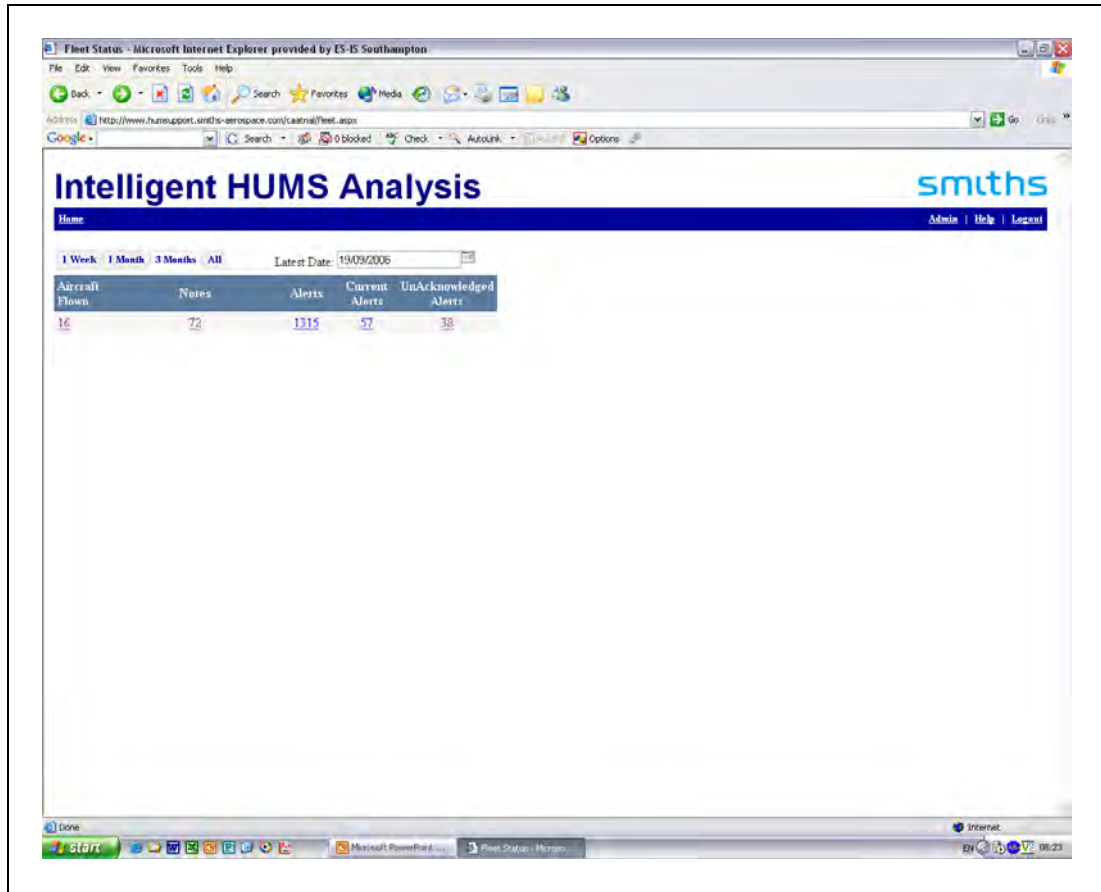 Fleet Status - Microsoft Internet Explorer provided by ES-IS Southampton
File Edit View Favorites Tools Help
Back Search Favorites Media
Address http://www.humsupport.smiths-aerospace.com/caatrial/fleet.aspx Go Links
Google Search 0 blocked Check AutoLink Options
Intelligent HUMS Analysis
smiths
Home Admin | Help | Logout
1 Week 1 Month 3 Months All Latest Date: 19/09/2006
Aircraft Flown Notes Alerts Current Alerts UnAcknowledged Alerts
16 72 1315 57 38
Done Internet
start Microsoft PowerPoint ... Fleet Status - Micros... EN 08:23